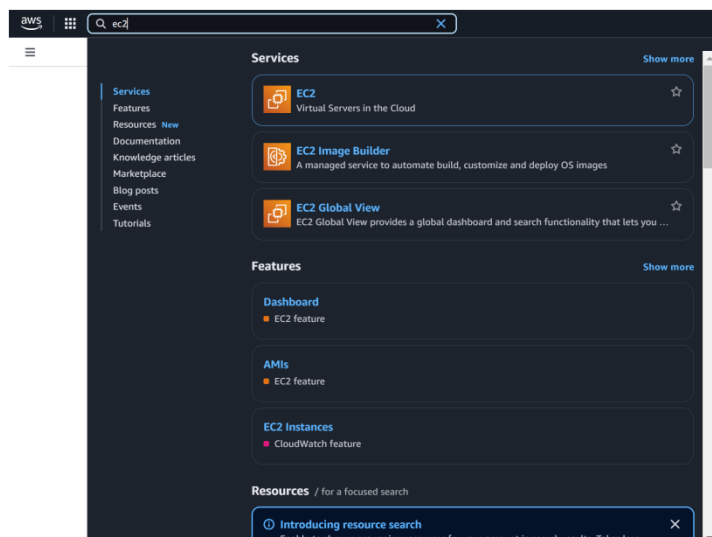 aws
ec2
Services
Features
Resources New
Documentation
Knowledge articles
Marketplace
Blog posts
Events
Tutorials
Services Show more
EC2
Virtual Servers in the Cloud
EC2 Image Builder
A managed service to automate build, customize and deploy OS images
EC2 Global View
EC2 Global View provides a global dashboard and search functionality that lets you ...
Features Show more
Dashboard
EC2 feature
AMIs
EC2 feature
EC2 Instances
CloudWatch feature
Resources / for a focused search
Introducing resource search